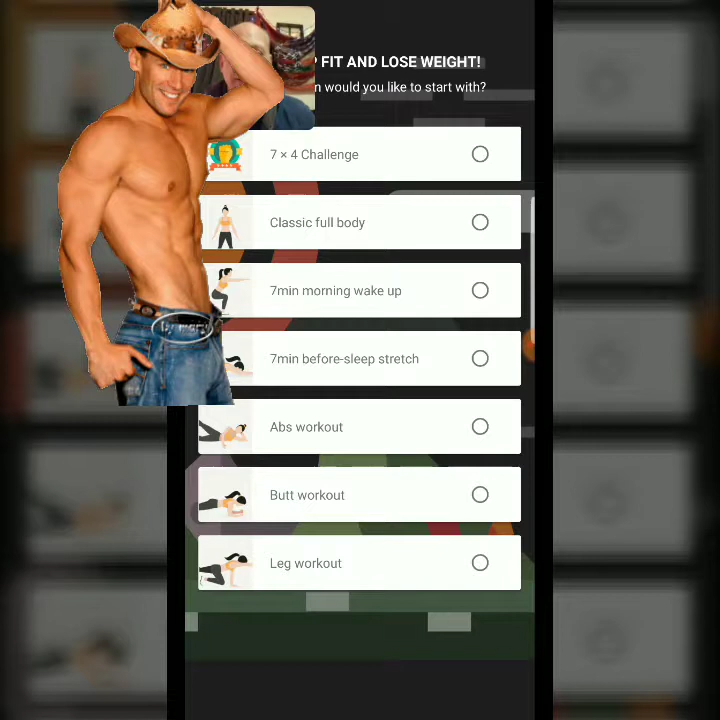 FIT AND LOSE WEIGHT!
would you like to start with?
7 × 4 Challenge
Classic full body
7min morning wake up
7min before-sleep stretch
Abs workout
Butt workout
Leg workout